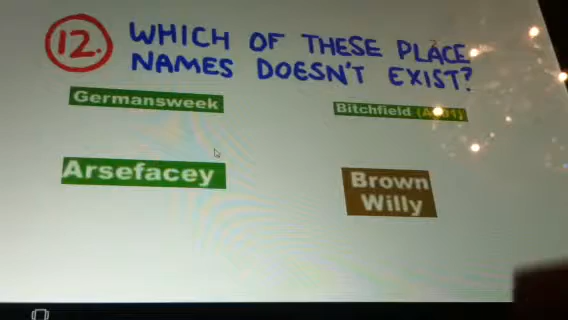 12. WHICH OF THESE PLACE
NAMES DOESN'T EXIST?
Germansweek
Bitchfield
Arsefacey
Brown
Willy